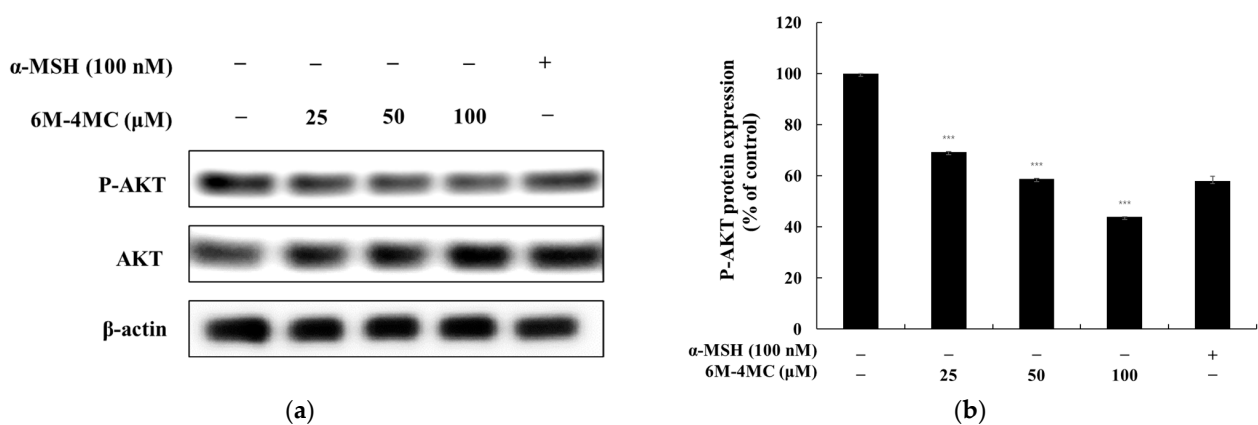 α-MSH (100 nM) – – – – +
6M-4MC (μM) – 25 50 100 –
P-AKT
AKT
β-actin
(a)
P-AKT protein expression
(% of control)
120
100
80
60
40
20
0
***
***
***
α-MSH (100 nM) – – – – +
6M-4MC (μM) – 25 50 100 –
(b)